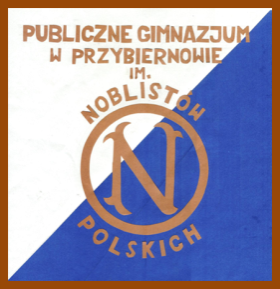 PUBLICZNE GIMNAZJUM
W PRZYBIERNOWIE
IM.
NOBLISTÓW
N
POLSKICH